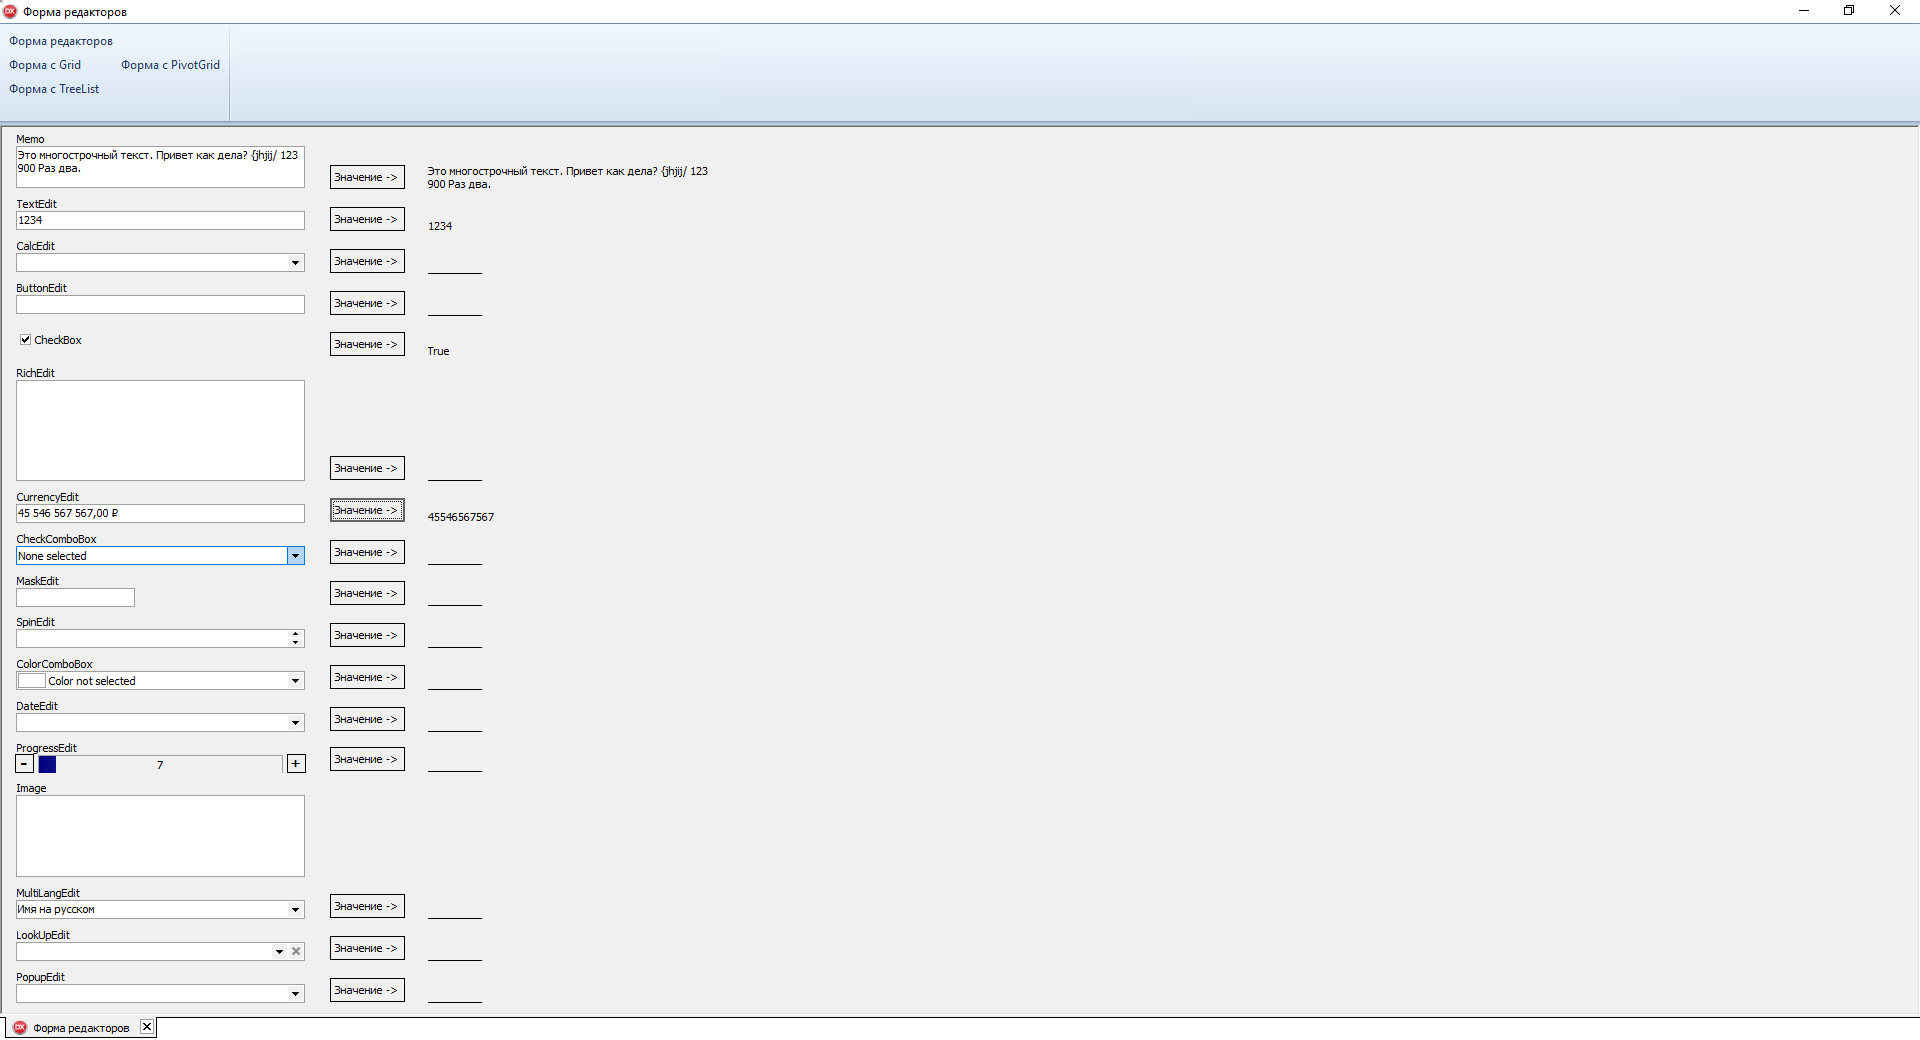 Форма редакторов
Форма редакторов
Форма с Grid Форма с PivotGrid
Форма с TreeList
Memo
Это многострочный текст. Привет как дела? {jhjij/ 123
900 Раз два.
Значение ->
Это многострочный текст. Привет как дела? {jhjij/ 123
900 Раз два.
TextEdit
1234
Значение ->
1234
CalcEdit
Значение ->
ButtonEdit
Значение ->
CheckBox
Значение ->
True
RichEdit
Значение ->
CurrencyEdit
45 546 567 567,00 ₽
Значение ->
45546567567
CheckComboBox
None selected
Значение ->
MaskEdit
Значение ->
SpinEdit
Значение ->
ColorComboBox
Color not selected
Значение ->
DateEdit
Значение ->
ProgressEdit
- 7 +
Значение ->
Image
MultiLangEdit
Имя на русском
Значение ->
LookUpEdit
Значение ->
PopupEdit
Значение ->
DX Форма редакторов